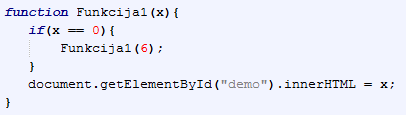 function Funkcija1(x){
if(x == 0){
Funkcija1(6);
}
document.getElementById("demo").innerHTML = x;
}